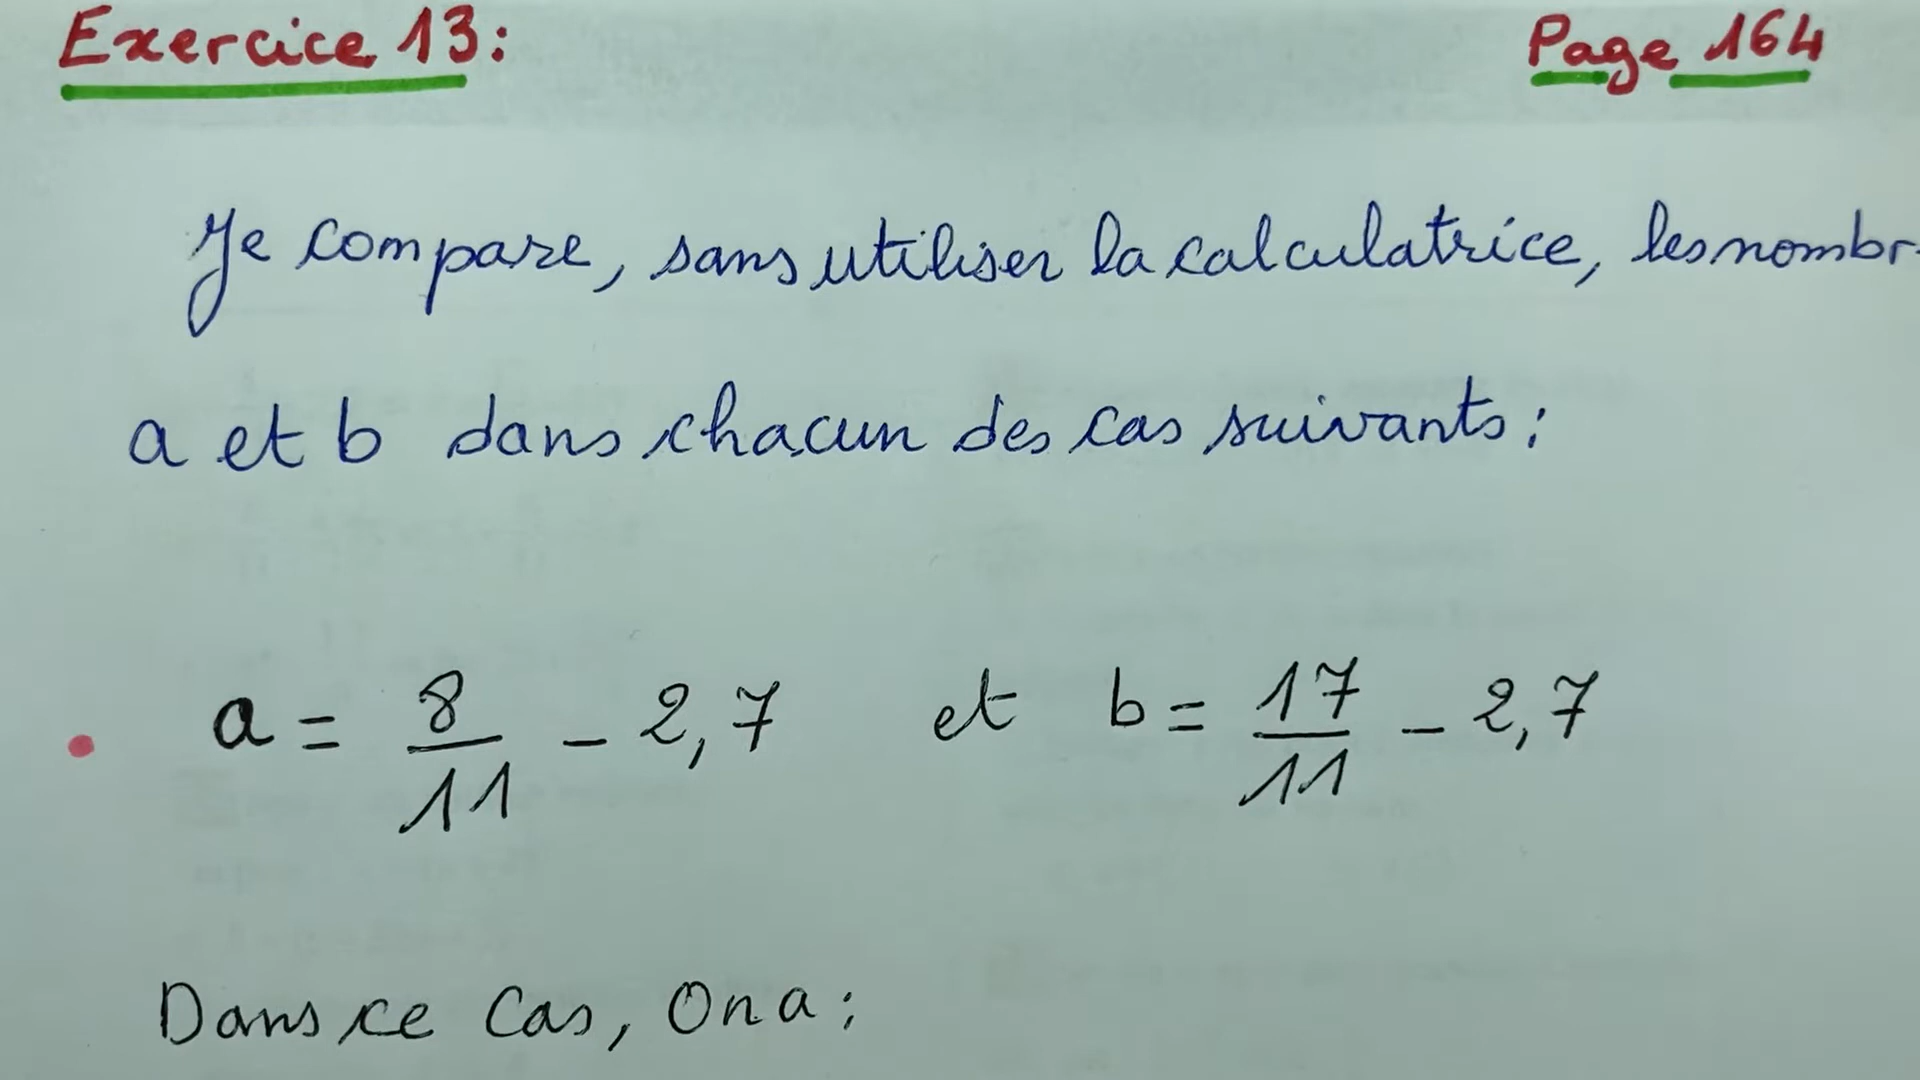 Exercice 13: Page 164
Je compare, sans utiliser la calculatrice, les nombr
a et b dans chacun des cas suivants:
a = 8/11 - 2,7 et b = 17/11 - 2,7
Dans ce cas, On a: